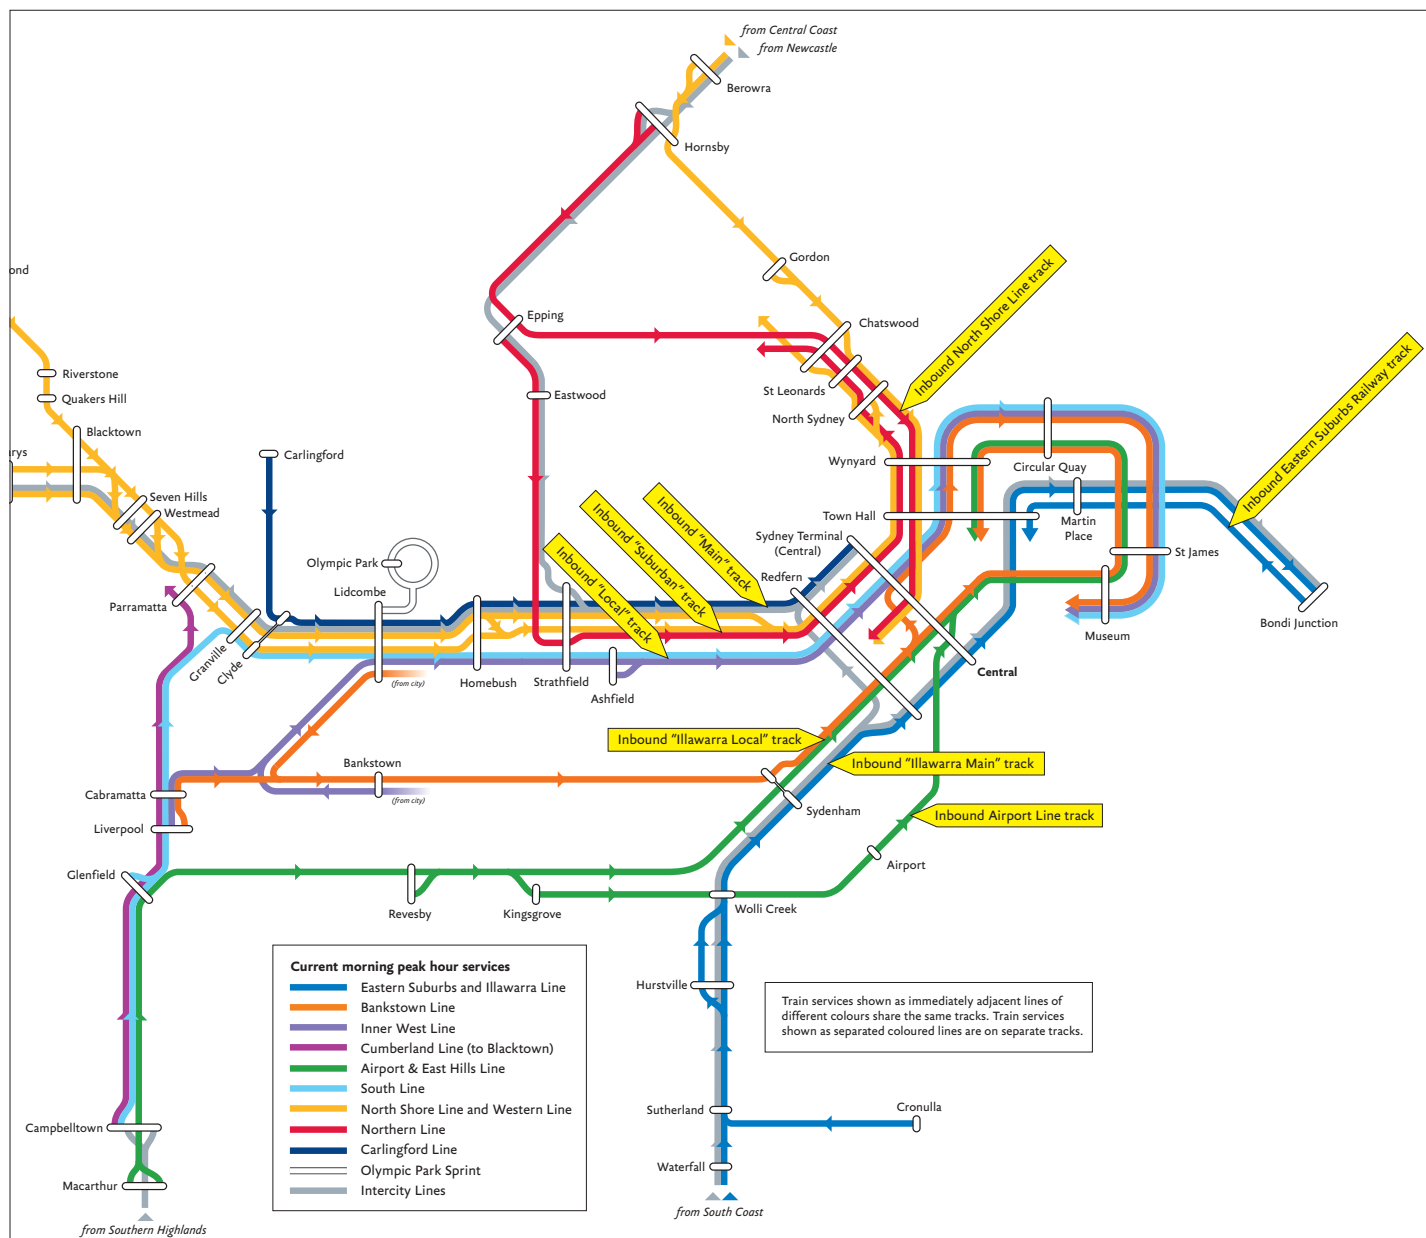 from Central Coast
from Newcastle
Berowra
Hornsby
ond
Gordon
Inbound North Shore Line track
Epping
Chatswood
Riverstone
Quakers Hill
Eastwood
St Leonards
North Sydney
Inbound Eastern Suburbs Railway track
Blacktown
arys
Carlingford
Wynyard
Circular Quay
Seven Hills
Westmead
Inbound "Main" track
Inbound "Suburban" track
Inbound "Local" track
Town Hall
Martin
Place
Sydney Terminal
(Central)
St James
Olympic Park
Redfern
Lidcombe
Parramatta
Museum
Bondi Junction
Granville
Clyde
(from city)
Homebush
Strathfield
Ashfield
Central
Inbound "Illawarra Local" track
Bankstown
Inbound "Illawarra Main" track
Cabramatta
(from city)
Sydenham
Liverpool
Inbound Airport Line track
Glenfield
Airport
Revesby
Kingsgrove
Wolli Creek
Current morning peak hour services
Eastern Suburbs and Illawarra Line
Bankstown Line
Inner West Line
Cumberland Line (to Blacktown)
Airport & East Hills Line
South Line
North Shore Line and Western Line
Northern Line
Carlingford Line
Olympic Park Sprint
Intercity Lines
Hurstville
Train services shown as immediately adjacent lines of
different colours share the same tracks. Train services
shown as separated coloured lines are on separate tracks.
Sutherland
Cronulla
Campbelltown
Waterfall
Macarthur
from South Coast
from Southern Highlands